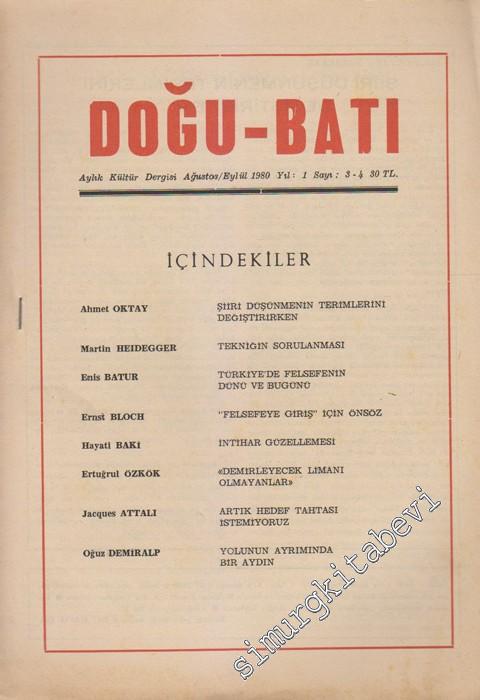 DOĞU-BATI
Aylık Kültür Dergisi Ağustos/Eylül 1980 Yıl: 1 Sayı: 3-4 30 TL.
İÇİNDEKİLER
Ahmet OKTAY ŞİİRİ DÜŞÜNMENİN TERİMLERİNİ
DEĞİŞTİRİRKEN
Martin HEIDEGGER TEKNİĞİN SORULANMASI
Enis BATUR TÜRKİYE'DE FELSEFENİN
DÜNÜ VE BUGÜNÜ
Ernst BLOCH "FELSEFEYE GİRİŞ" İÇİN ÖNSÖZ
Hayati BAKİ İNTİHAR GÜZELLEMESİ
Ertuğrul ÖZKÖK «DEMİRLEYECEK LİMANI
OLMAYANLAR»
Jacques ATTALI ARTIK HEDEF TAHTASI
İSTEMİYORUZ
Oğuz DEMİRALP YOLUNUN AYRIMINDA
BİR AYDIN
simurgkitabevi.com